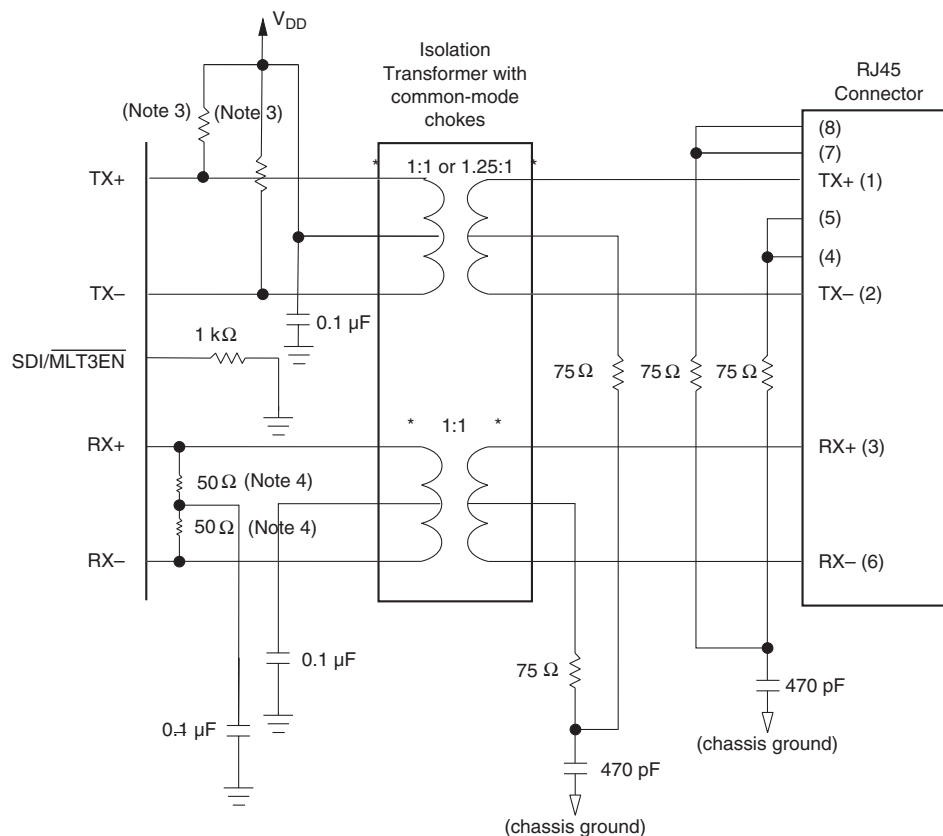 VDD
Isolation
Transformer with
common-mode
chokes
RJ45
Connector
(Note 3)
(Note 3)
(8)
(7)
* 1:1 or 1.25:1 *
TX+
TX+ (1)
(5)
(4)
TX–
TX– (2)
0.1 µF
1 kΩ
SDI/MLT3EN
75 Ω
75 Ω
75 Ω
* 1:1 *
RX+
RX+ (3)
50 Ω (Note 4)
50 Ω (Note 4)
RX–
RX– (6)
0.1 µF
75 Ω
470 pF
0.1 µF
(chassis ground)
470 pF
(chassis ground)